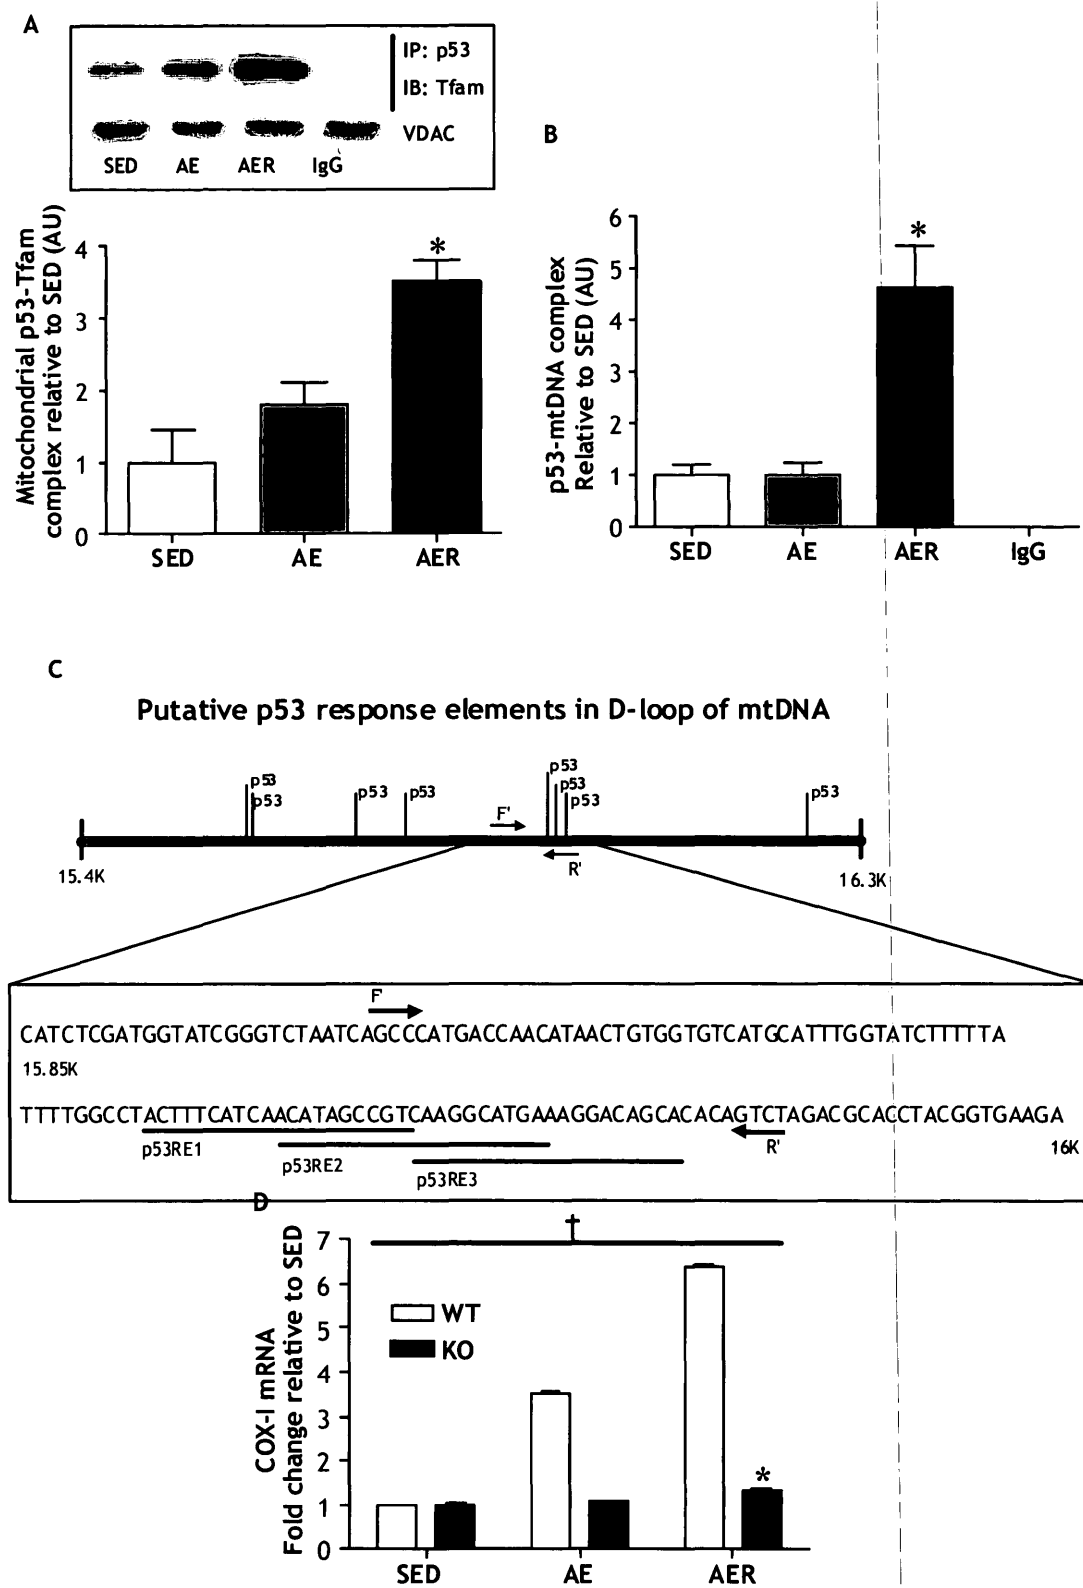 A
IP: p53
IB: Tfam
VDAC
SED AE AER IgG
Mitochondrial p53-Tfam
complex relative to SED (AU)
4
3
2
1
0
*
SED AE AER
B
p53-mtDNA complex
Relative to SED (AU)
6
5
4
3
2
1
0
*
SED AE AER IgG
C
Putative p53 response elements in D-loop of mtDNA
p53
p53
p53
p53
p53
p53
p53
p53
F'
R'
15.4K
16.3K
F'
CATCTCGATGGTATCGGGTCTAATCAGCCCATGACCAACATAACTGTGGTGTCATGCATTTGGTATCTTTTTA
15.85K
TTTTGGCCTACTTTCATCAACATAGCCGTCAAGGCATGAAAGGACAGCACACAGTCTAGACGCACCTACGGTGAAGA
p53RE1
p53RE2
p53RE3
R'
16K
D
COX-I mRNA
Fold change relative to SED
7
6
5
4
3
2
1
0
†
WT
KO
*
SED AE AER